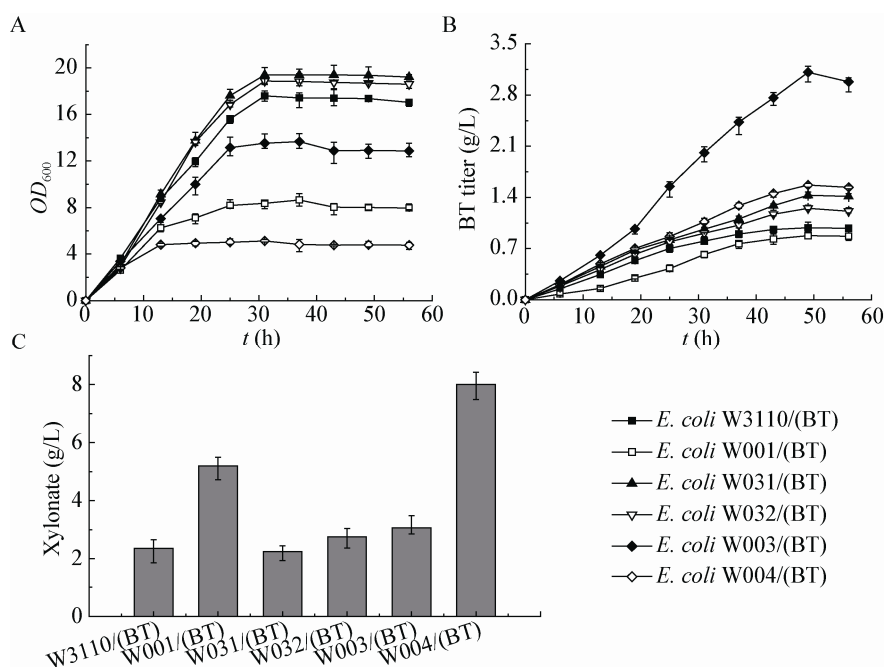 A
OD600
20
16
12
8
4
0
0 10 20 30 40 50 60
t (h)
B
BT titer (g/L)
3.5
2.8
2.1
1.4
0.7
0.0
0 10 20 30 40 50 60
t (h)
C
Xylonate (g/L)
8
6
4
2
0
W3110/(BT)
W001/(BT)
W031/(BT)
W032/(BT)
W003/(BT)
W004/(BT)
E. coli W3110/(BT)
E. coli W001/(BT)
E. coli W031/(BT)
E. coli W032/(BT)
E. coli W003/(BT)
E. coli W004/(BT)